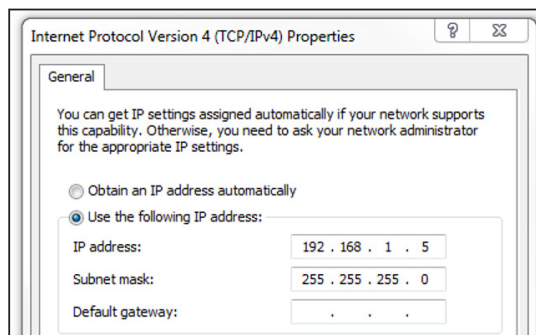 Internet Protocol Version 4 (TCP/IPv4) Properties
?
General
You can get IP settings assigned automatically if your network supports
this capability. Otherwise, you need to ask your network administrator
for the appropriate IP settings.
Obtain an IP address automatically
Use the following IP address:
IP address: 192 . 168 . 1 . 5
Subnet mask: 255 . 255 . 255 . 0
Default gateway: . . .